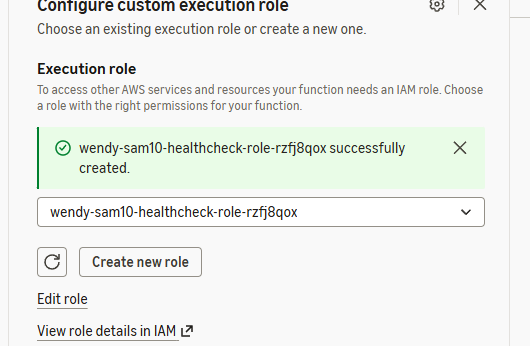 Configure custom execution role
Choose an existing execution role or create a new one.
Execution role
To access other AWS services and resources your function needs an IAM role. Choose
a role with the right permissions for your function.
wendy-sam10-healthcheck-role-rzfj8qox successfully
created.
wendy-sam10-healthcheck-role-rzfj8qox
Create new role
Edit role
View role details in IAM